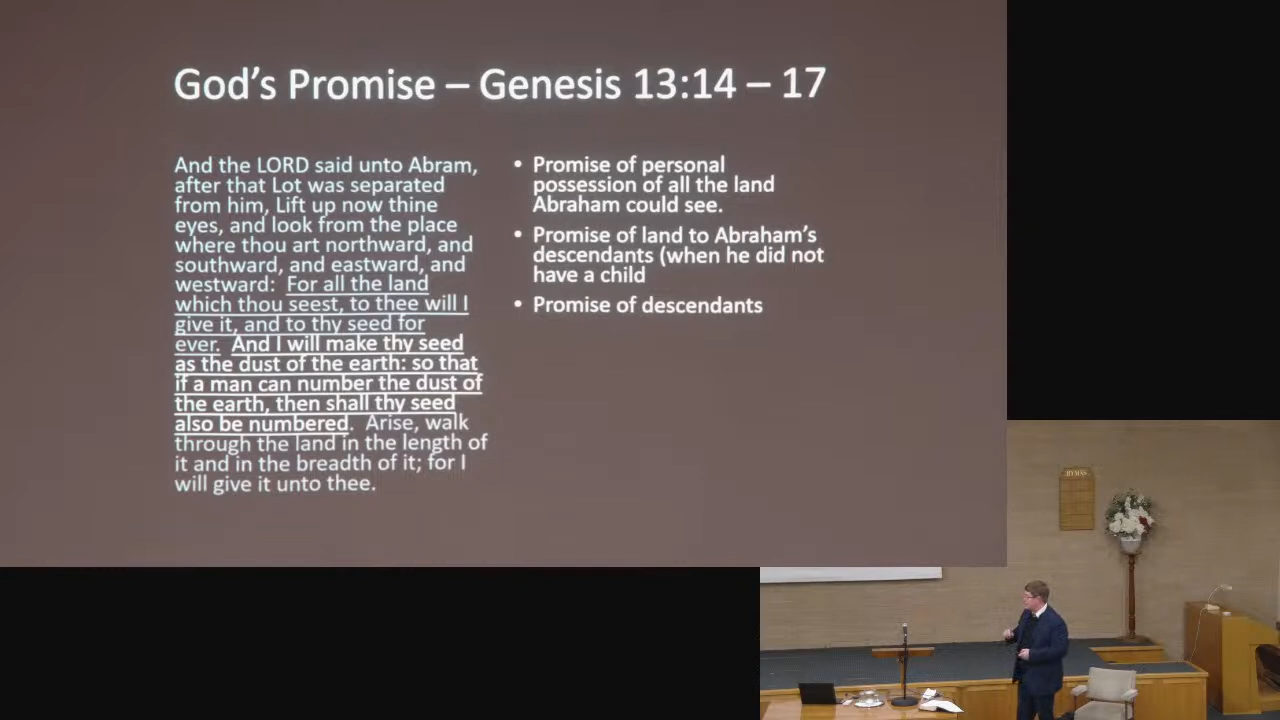 God's Promise – Genesis 13:14 – 17
And the LORD said unto Abram,
after that Lot was separated
from him, Lift up now thine
eyes, and look from the place
where thou art northward, and
southward, and eastward, and
westward:  For all the land
which thou seest, to thee will I
give it, and to thy seed for
ever.  And I will make thy seed
as the dust of the earth: so that
if a man can number the dust of
the earth, then shall thy seed
also be numbered.  Arise, walk
through the land in the length of
it and in the breadth of it; for I
will give it unto thee.
• Promise of personal
possession of all the land
Abraham could see.
• Promise of land to Abraham's
descendants (when he did not
have a child
• Promise of descendants
HYMNS